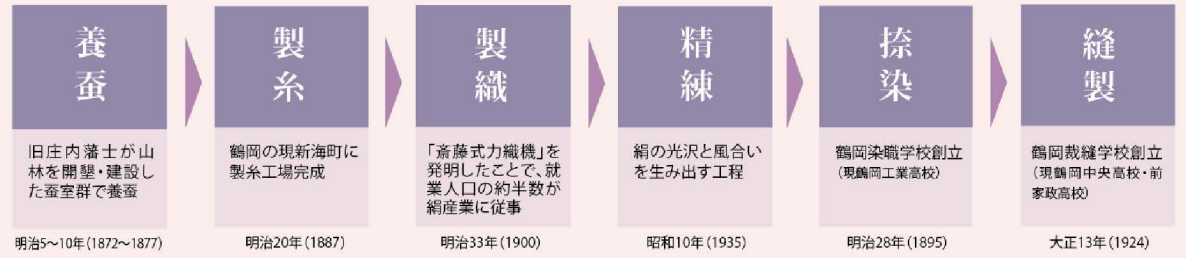 養蚕
製糸
製織
精練
捺染
縫製
旧庄内藩士が山
林を開墾・建設し
た蚕室群で養蚕
鶴岡の現新海町に
製糸工場完成
「斎藤式力織機」を
発明したことで、就
業人口の約半数が
絹産業に従事
絹の光沢と風合い
を生み出す工程
鶴岡染織学校創立
(現鶴岡工業高校)
鶴岡裁縫学校創立
(現鶴岡中央高校・前
家政高校)
明治5〜10年(1872〜1877)
明治20年(1887)
明治33年(1900)
昭和10年(1935)
明治28年(1895)
大正13年(1924)